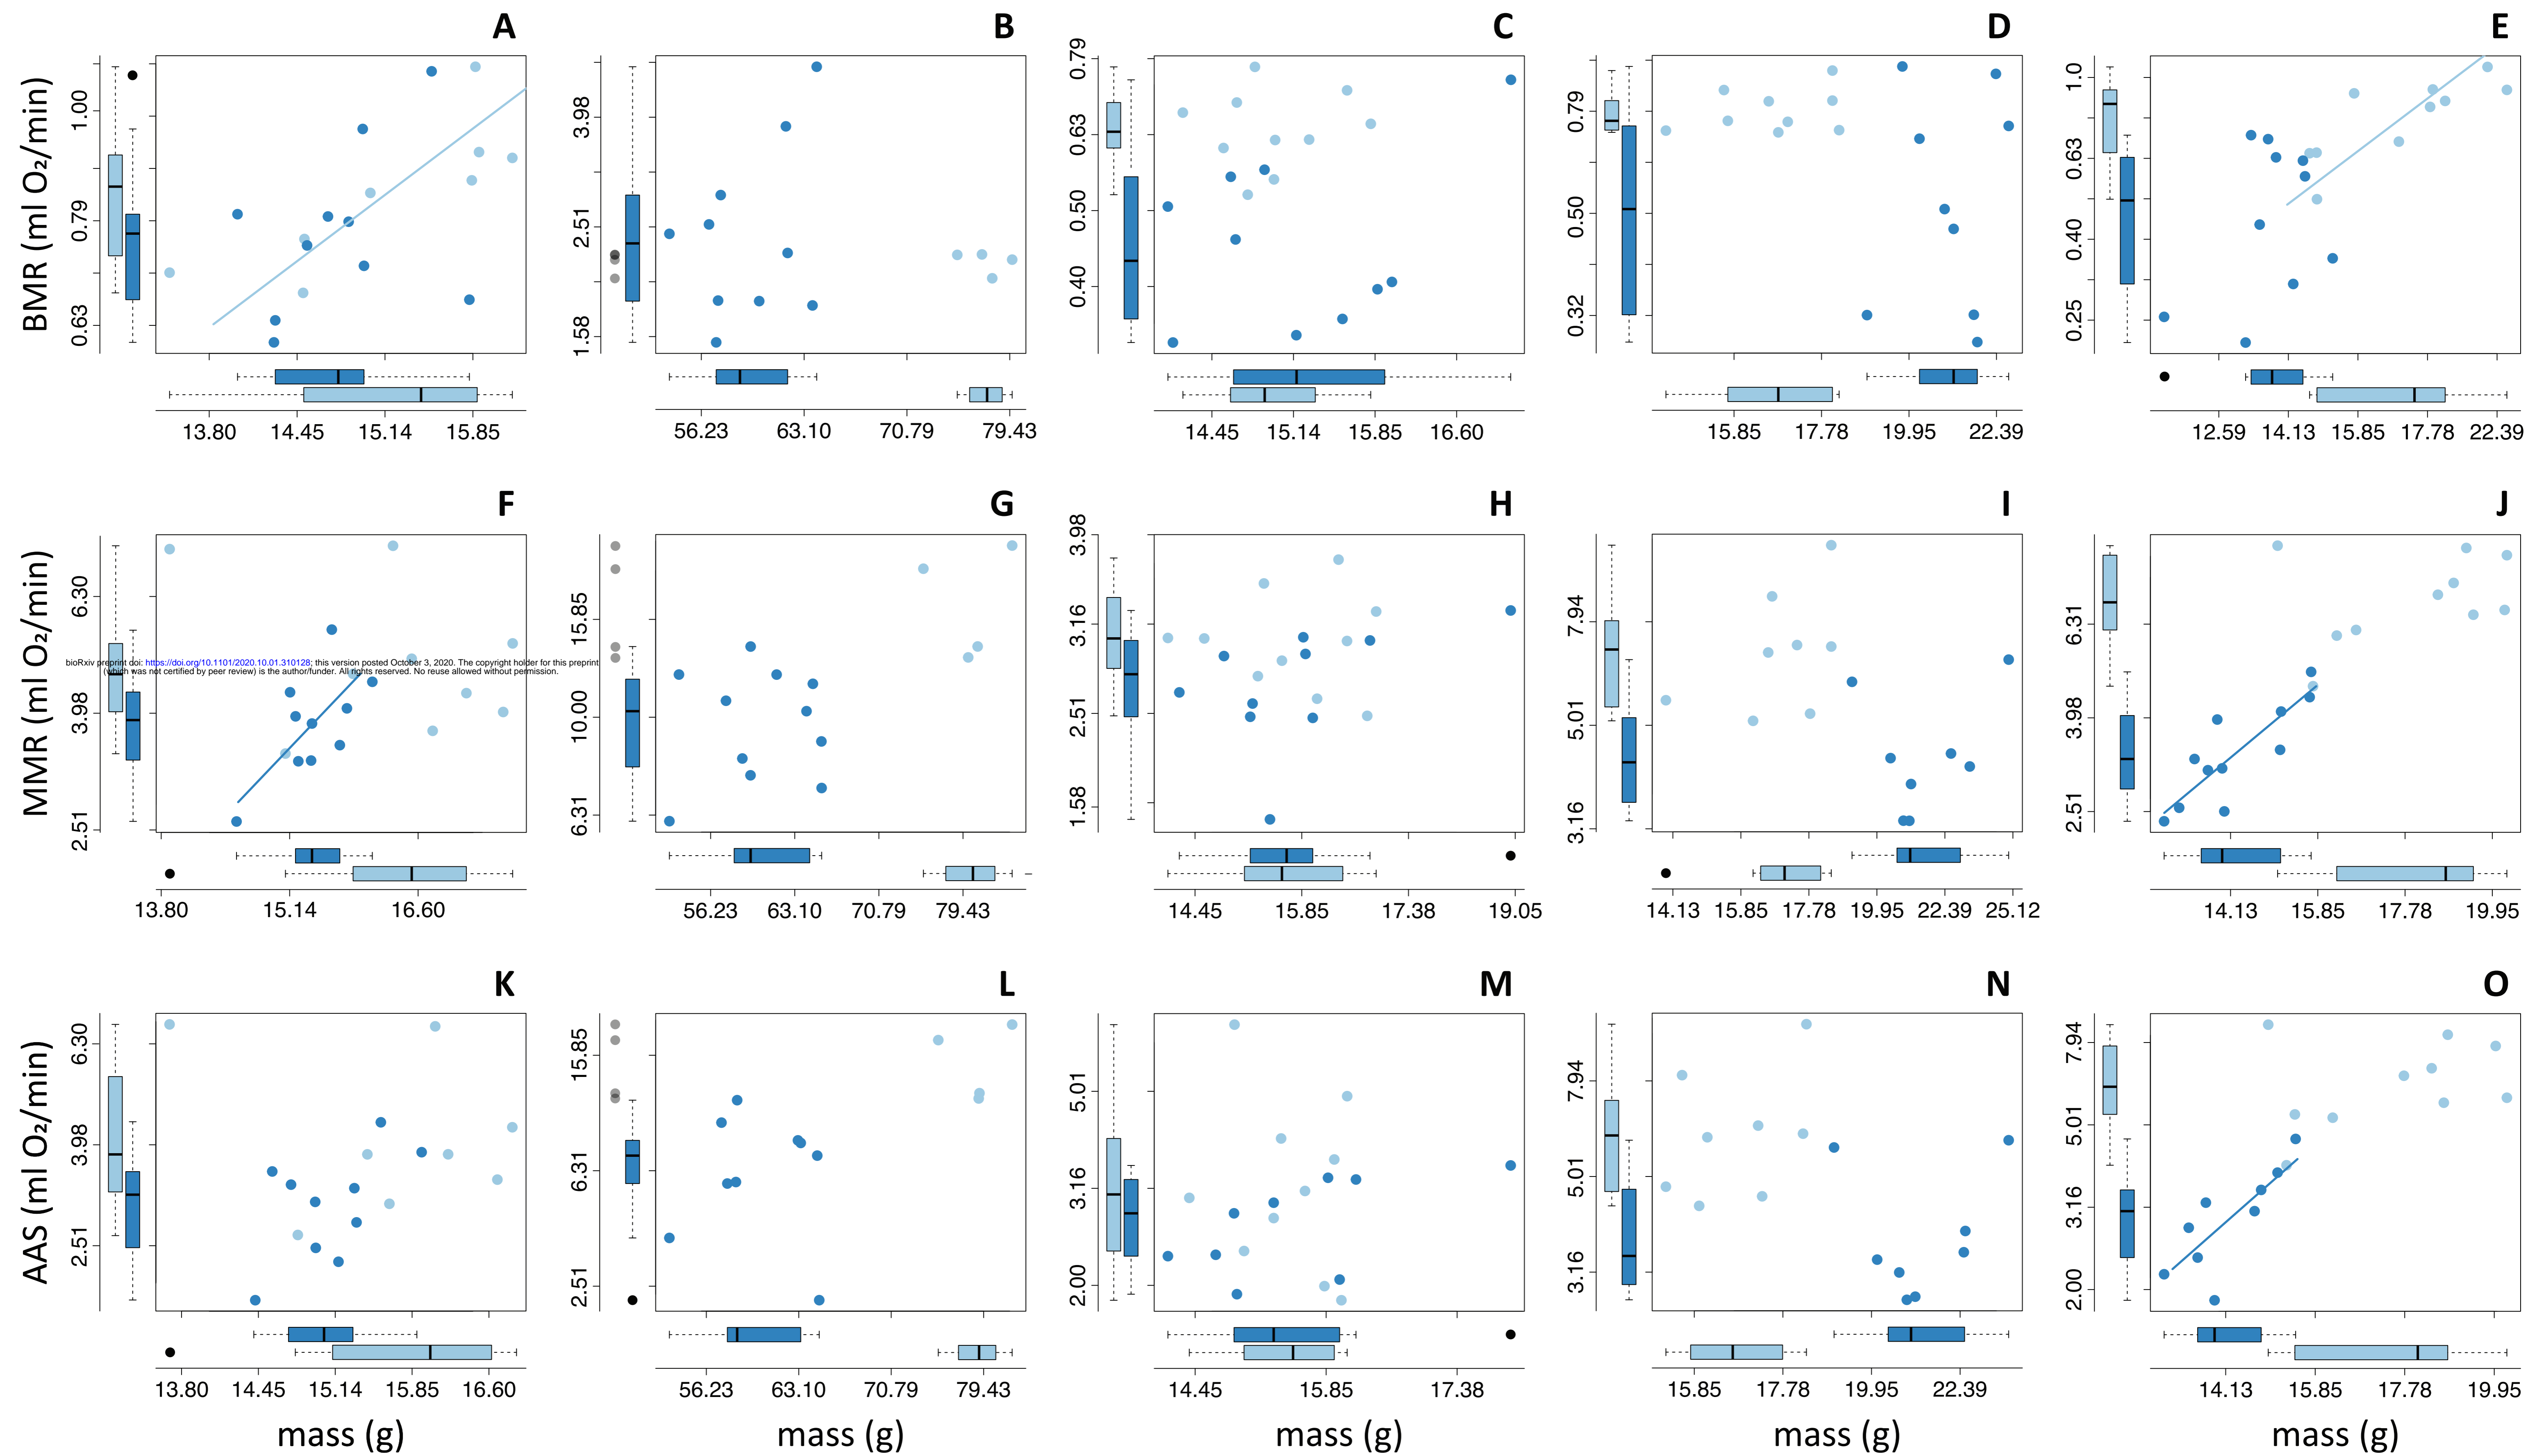 A
B
C
D
E
BMR (ml O₂/min)
0.63 0.79 1.00
1.58 2.51 3.98
0.40 0.50 0.63 0.79
0.32 0.50 0.79
0.25 0.40 0.63 1.0
13.80 14.45 15.14 15.85
56.23 63.10 70.79 79.43
14.45 15.14 15.85 16.60
15.85 17.78 19.95 22.39
12.59 14.13 15.85 17.78 22.39
F
G
H
I
J
MMR (ml O₂/min)
2.51 3.98 6.30
6.31 10.00 15.85
1.58 2.51 3.16 3.98
3.16 5.01 7.94
2.51 3.98 6.31
bioRxiv preprint doi: https://doi.org/10.1101/2020.10.01.310128; this version posted October 3, 2020. The copyright holder for this preprint
(which was not certified by peer review) is the author/funder. All rights reserved. No reuse allowed without permission.
13.80 15.14 16.60
56.23 63.10 70.79 79.43
14.45 15.85 17.38 19.05
14.13 15.85 17.78 19.95 22.39 25.12
14.13 15.85 17.78 19.95
K
L
M
N
O
AAS (ml O₂/min)
2.51 3.98 6.30
2.51 6.31 15.85
2.00 3.16 5.01
3.16 5.01 7.94
2.00 3.16 5.01 7.94
13.80 14.45 15.14 15.85 16.60
56.23 63.10 70.79 79.43
14.45 15.85 17.38
15.85 17.78 19.95 22.39
14.13 15.85 17.78 19.95
mass (g)
mass (g)
mass (g)
mass (g)
mass (g)